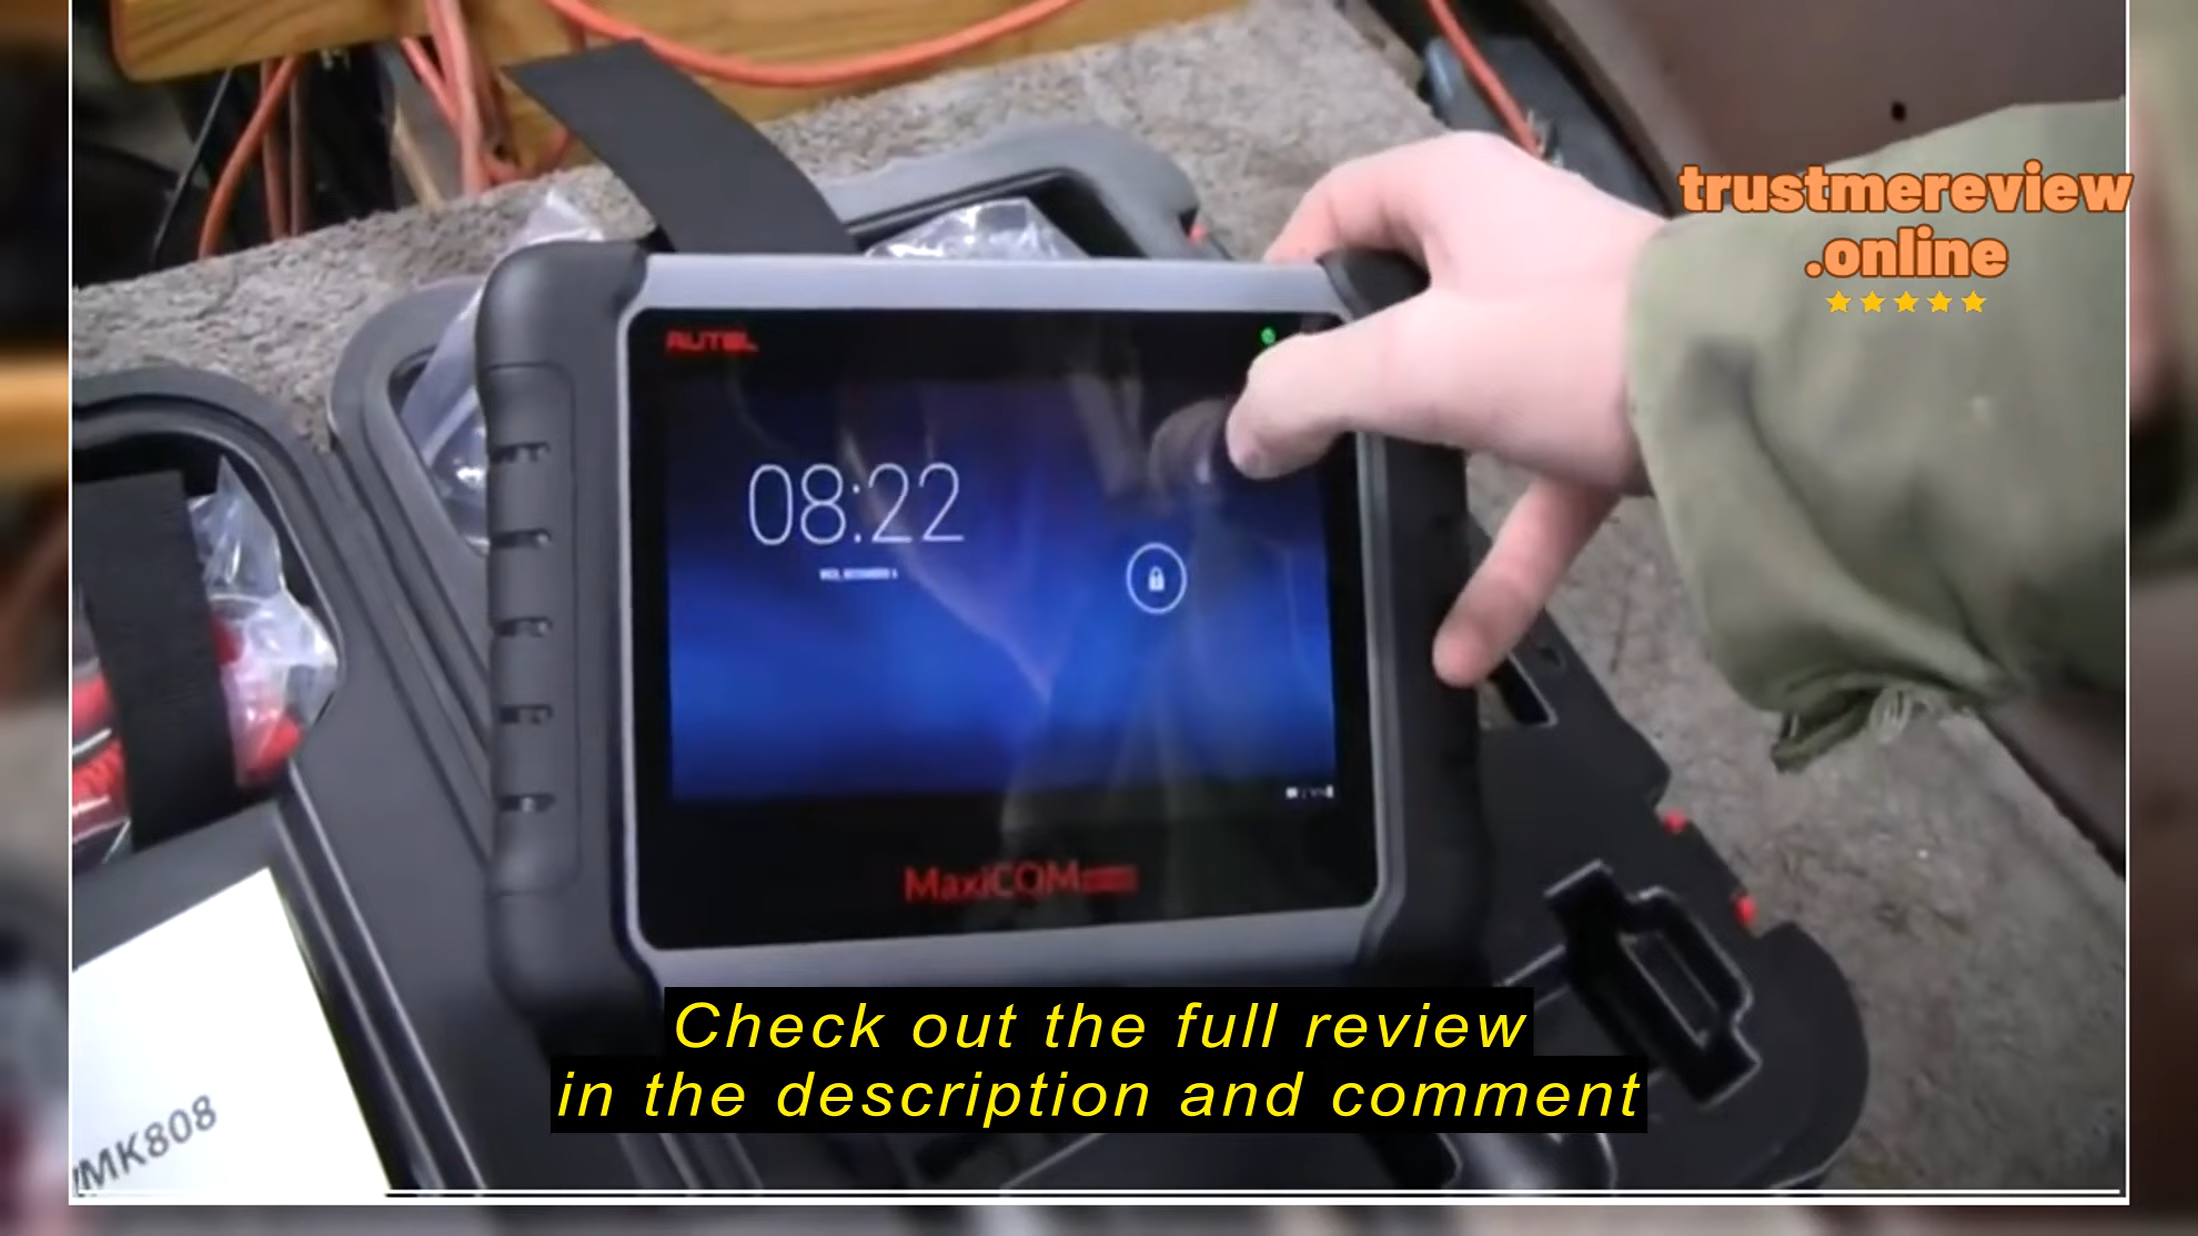 trustmereview
.online
AUTEL
08:22
MaxiCOM
MK808
Check out the full review
in the description and comment